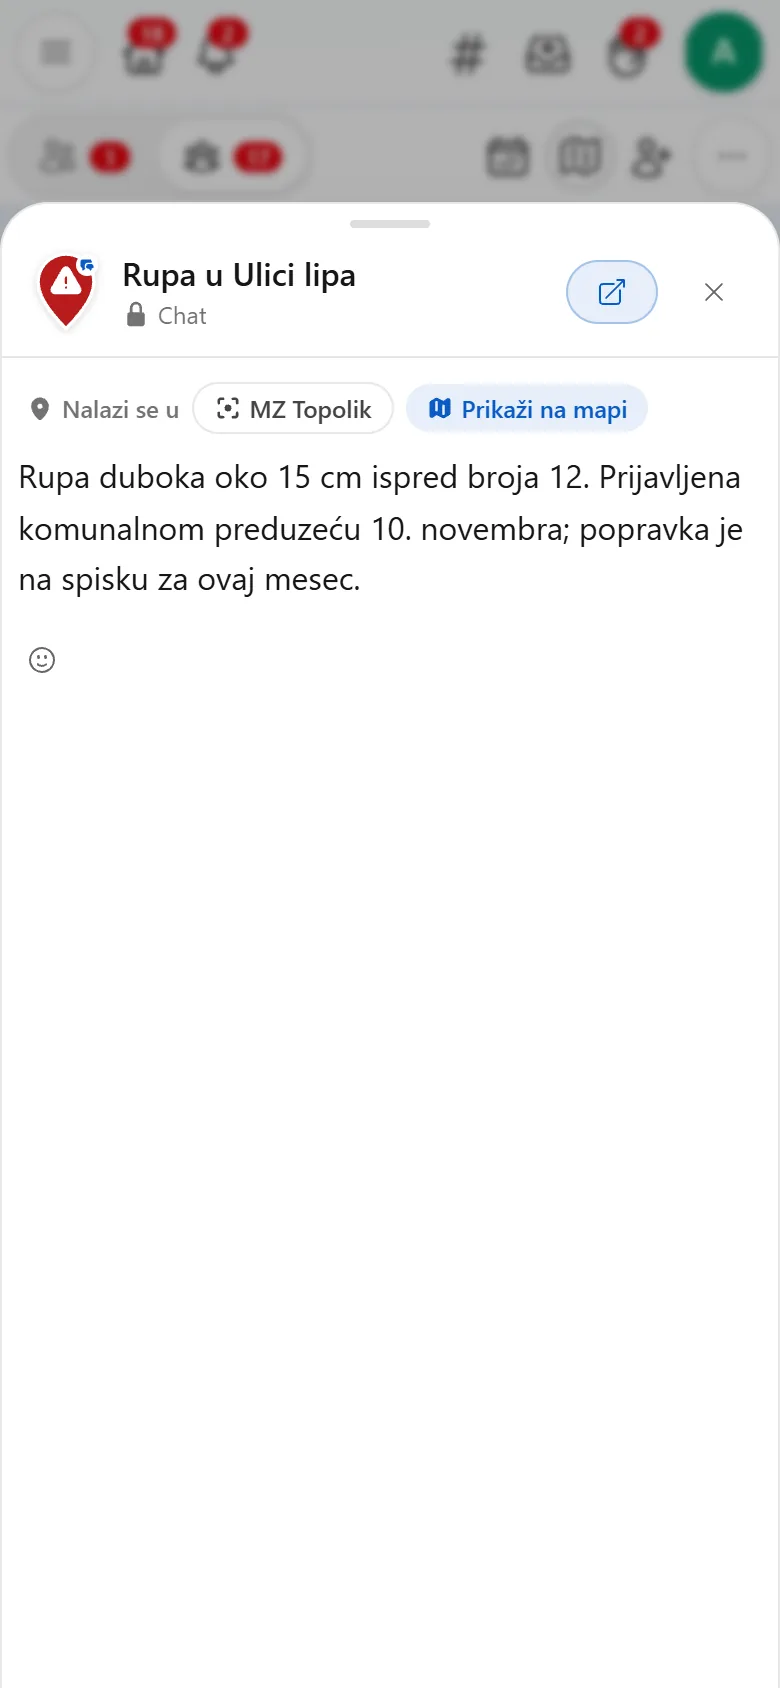 A
Rupa u Ulici lipa
Chat
Nalazi se u MZ Topolik Prikaži na mapi
Rupa duboka oko 15 cm ispred broja 12. Prijavljena
komunalnom preduzeću 10. novembra; popravka je
na spisku za ovaj mesec.